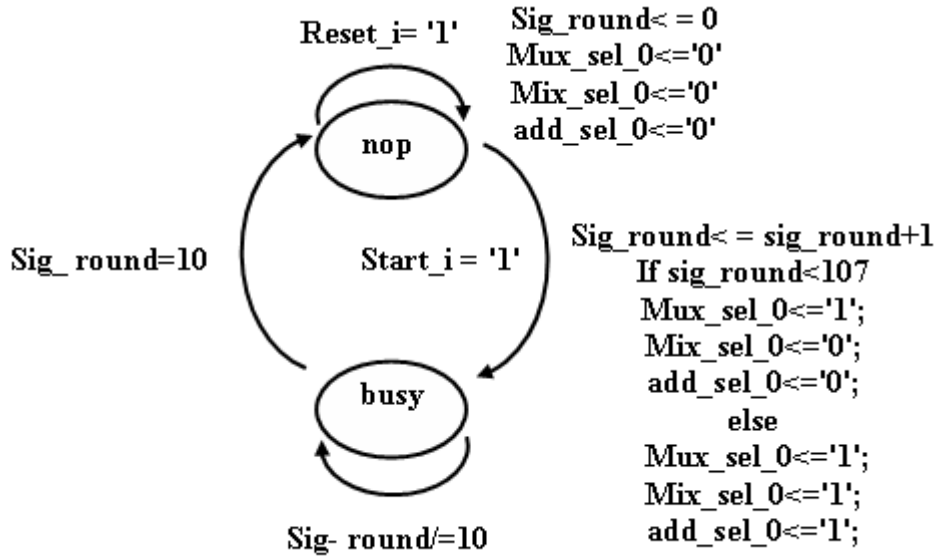 Reset_i= '1'
Sig_round< = 0
Mux_sel_0<='0'
Mix_sel_0<='0'
add_sel_0<='0'
nop
Sig_ round=10
Start_i = '1'
Sig_round< = sig_round+1
If sig_round<107
Mux_sel_0<='1';
Mix_sel_0<='0';
add_sel_0<='0';
else
Mux_sel_0<='1';
Mix_sel_0<='1';
add_sel_0<='1';
busy
Sig- round/=10